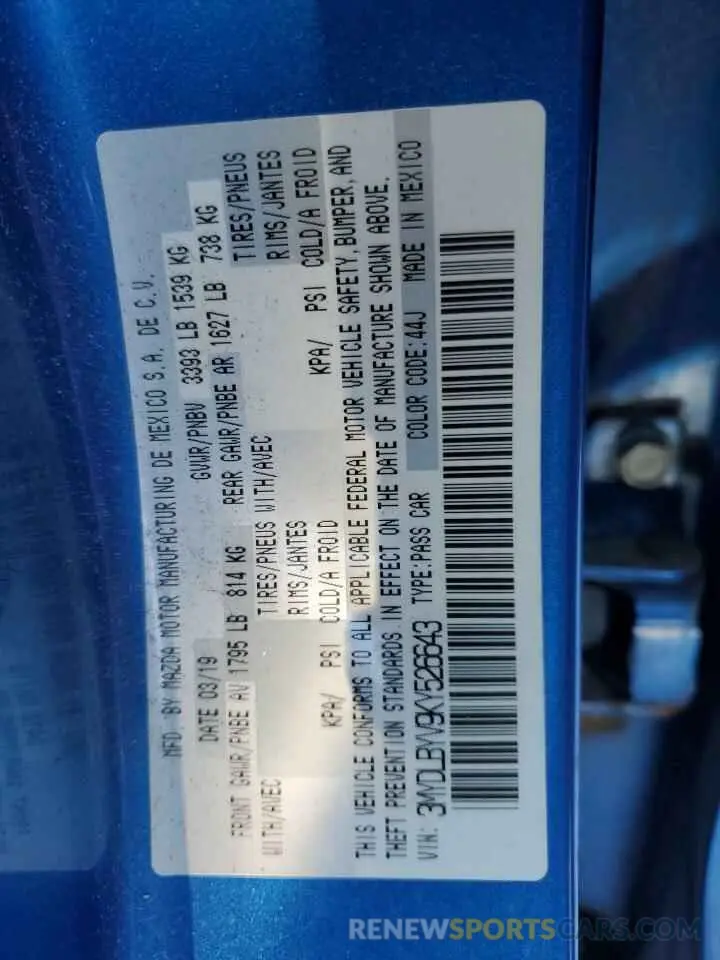 MFD. BY MAZDA MOTOR MANUFACTURING DE MEXICO S.A. DE C.V.
DATE 03/19 GVWR/PNBV 3393 LB 1539 KG
FRONT GAWR/PNBE AV 1795 LB 814 KG REAR GAWR/PNBE AR 1627 LB 738 KG
WITH/AVEC TIRES/PNEUS WITH/AVEC TIRES/PNEUS
RIMS/JANTES RIMS/JANTES
KPA/ PSI COLD/A FROID KPA/ PSI COLD/A FROID
THIS VEHICLE CONFORMS TO ALL APPLICABLE FEDERAL MOTOR VEHICLE SAFETY, BUMPER, AND
THEFT PREVENTION STANDARDS IN EFFECT ON THE DATE OF MANUFACTURE SHOWN ABOVE.
VIN: 3MYDLBYV9KY526643 TYPE:PASS CAR COLOR CODE:44J MADE IN MEXICO
RENEWSPORTSCARS.COM